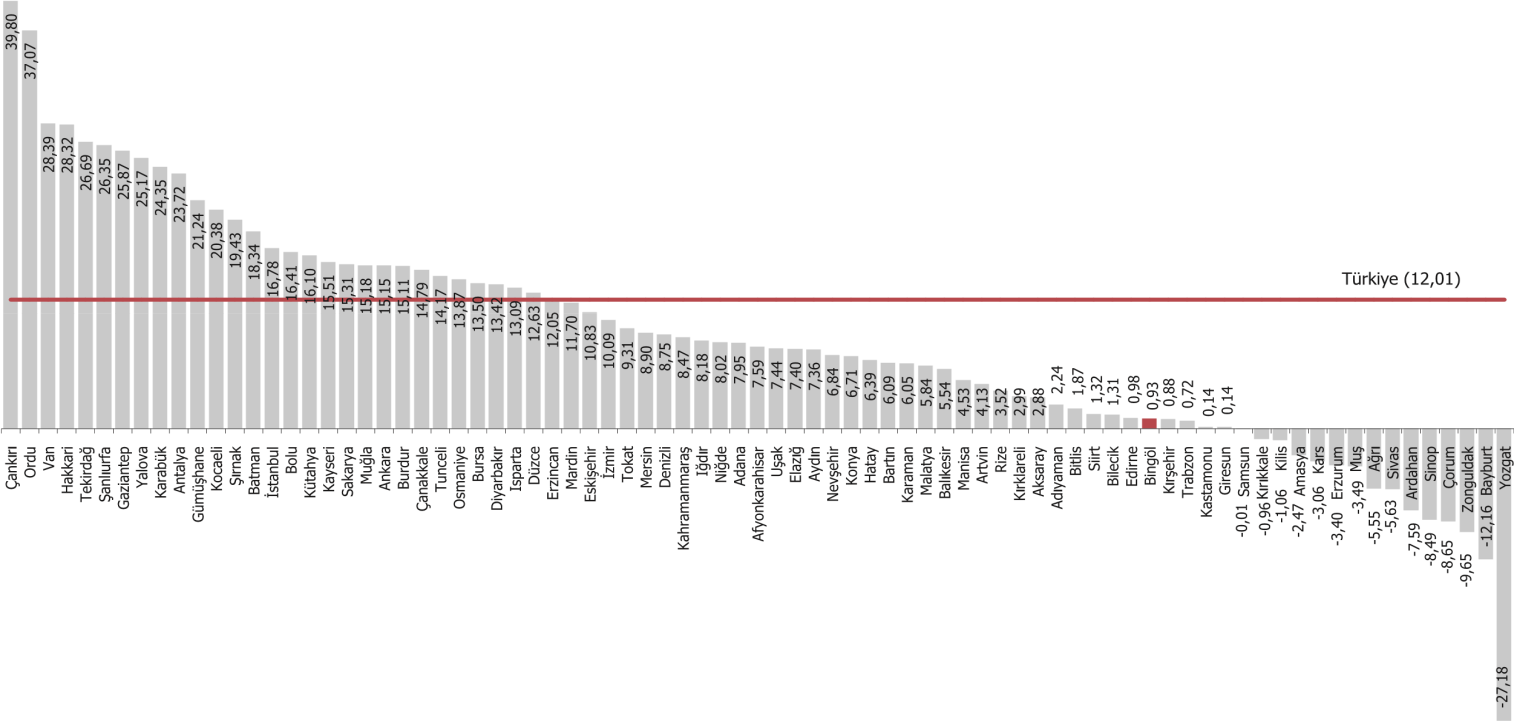 Türkiye (12,01)
Çankırı 39,80
Ordu 37,07
Van 28,39
Hakkari 28,32
Tekirdağ 26,69
Şanlıurfa 26,35
Gaziantep 25,87
Yalova 25,17
Karabük 24,35
Antalya 23,72
Gümüşhane 21,24
Kocaeli 20,38
Şırnak 19,43
Batman 18,34
İstanbul 16,78
Bolu 16,41
Kütahya 16,10
Kayseri 15,51
Sakarya 15,31
Muğla 15,18
Ankara 15,15
Burdur 15,11
Çanakkale 14,79
Tunceli 14,17
Osmaniye 13,87
Bursa 13,50
Diyarbakır 13,42
Isparta 13,09
Düzce 12,63
Erzincan 12,05
Mardin 11,70
Eskişehir 10,83
İzmir 10,09
Tokat 9,31
Mersin 8,90
Denizli 8,75
Kahramanmaraş 8,47
Iğdır 8,18
Niğde 8,02
Adana 7,95
Afyonkarahisar 7,59
Uşak 7,44
Elazığ 7,40
Aydın 7,36
Nevşehir 6,84
Konya 6,71
Hatay 6,39
Bartın 6,09
Karaman 6,05
Malatya 5,84
Balıkesir 5,54
Manisa 4,53
Artvin 4,13
Rize 3,52
Kırklareli 2,99
Aksaray 2,88
Adıyaman 2,24
Bitlis 1,87
Siirt 1,32
Bilecik 1,31
Edirne 0,98
Bingöl 0,93
Kırşehir 0,88
Trabzon 0,72
Kastamonu 0,14
Giresun 0,14
Samsun -0,01
Kırıkkale -0,96
Kilis -1,06
Amasya -2,47
Kars -3,06
Erzurum -3,40
Muş -3,49
Ağrı -5,55
Sivas -5,63
Ardahan -7,59
Sinop -8,49
Çorum -8,65
Zonguldak -9,65
Bayburt -12,16
Yozgat -27,18